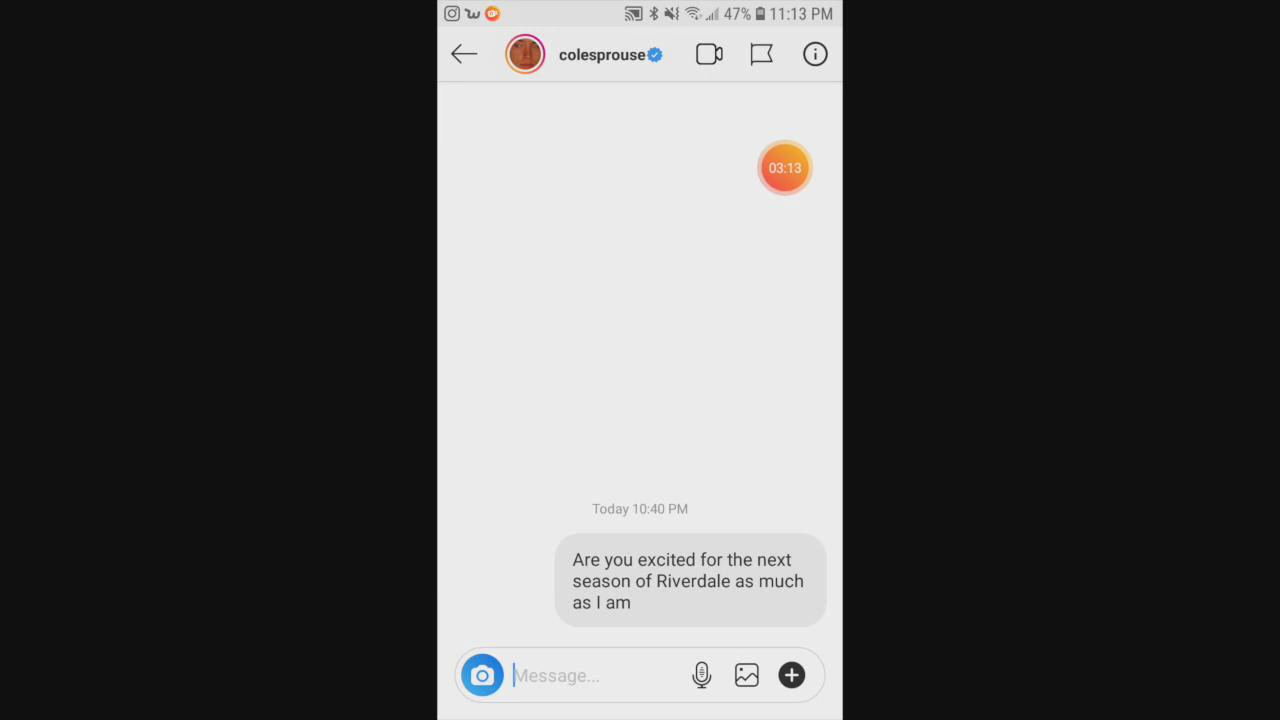 47% 11:13 PM
colesprouse
03:13
Today 10:40 PM
Are you excited for the next
season of Riverdale as much
as I am
Message...